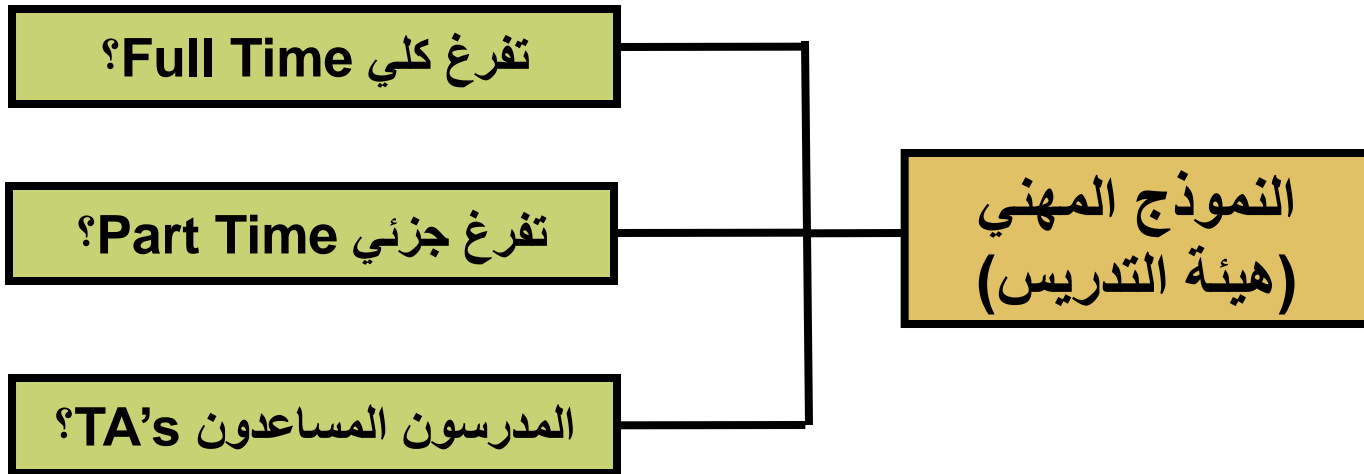 النموذج المهني
(هيئة التدريس)
تفرغ كلي Full Time؟
تفرغ جزئي Part Time؟
المدرسون المساعدون TA’s؟